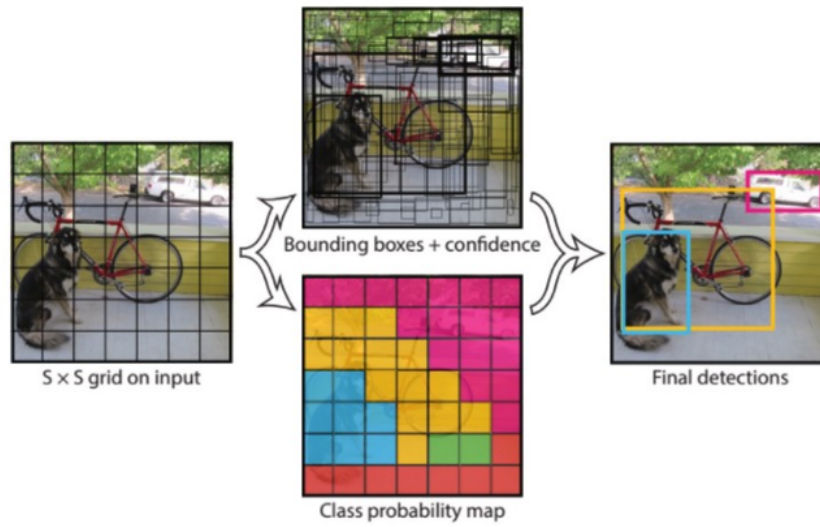 Bounding boxes + confidence
S × S grid on input
Final detections
Class probability map